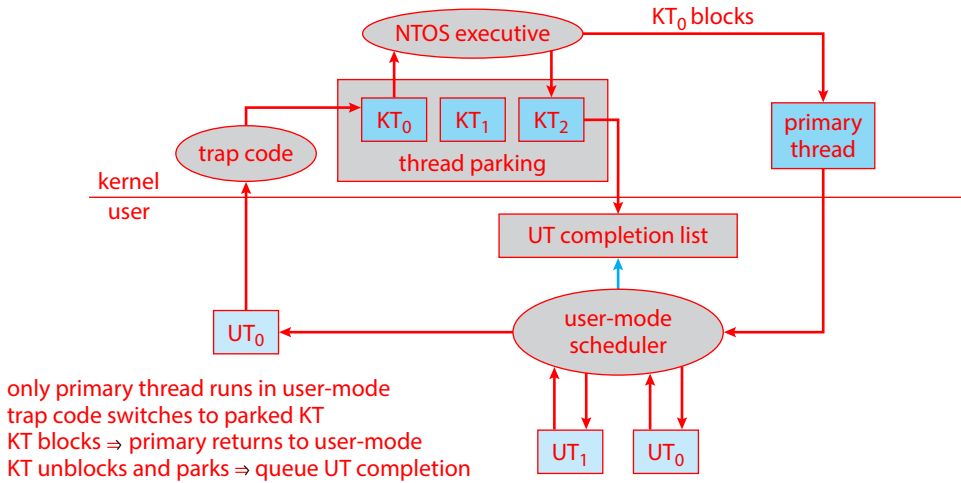 NTOS executive
KT0 blocks
KT0
KT1
KT2
thread parking
trap code
primary
thread
kernel
user
UT completion list
UT0
user-mode
scheduler
UT1
UT0
only primary thread runs in user-mode
trap code switches to parked KT
KT blocks ⇒ primary returns to user-mode
KT unblocks and parks ⇒ queue UT completion